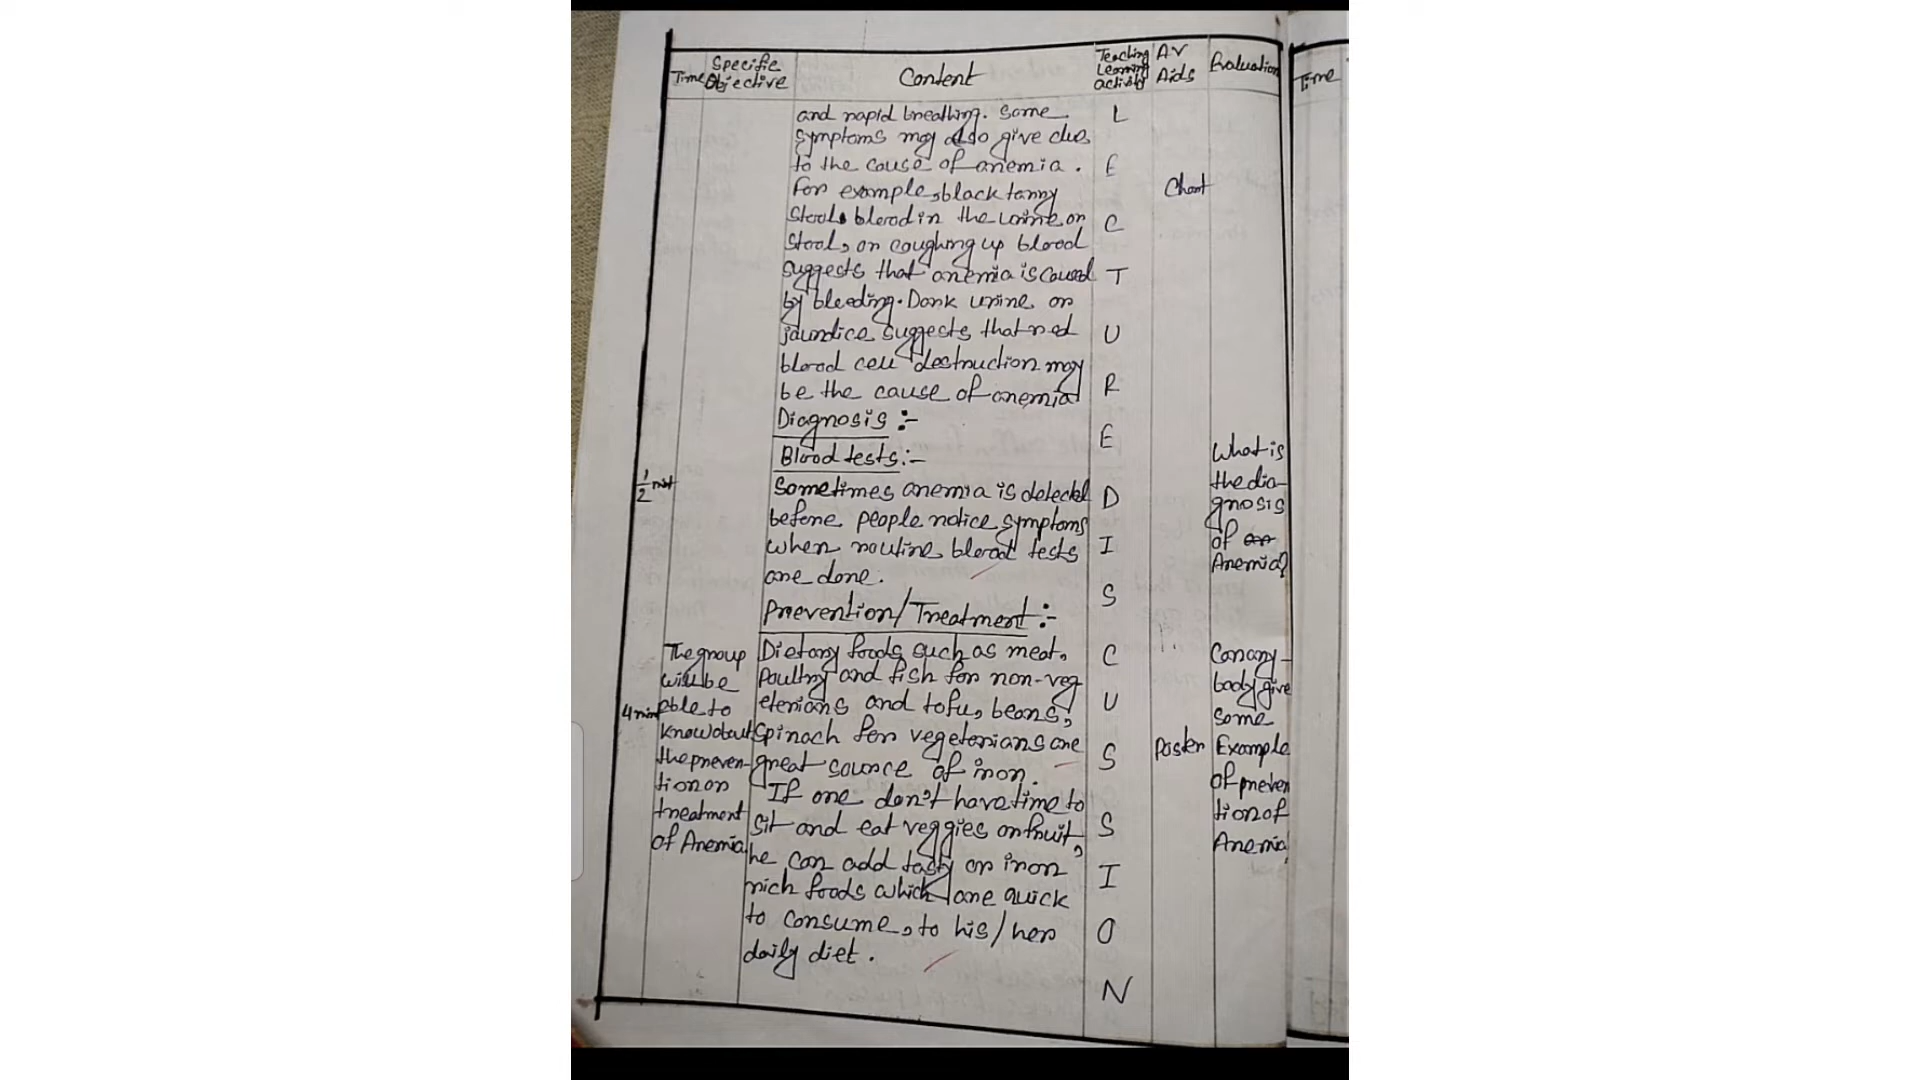 Time
Specific
Objective
Content
Teaching
Learning
activity
AV
Aids
Evaluation
Time
and rapid breathing. Some
symptoms may also give clues
to the cause of anemia.
For example, black tarry
stool, blood in the urine or
stool, or coughing up blood
suggests that anemia is caused
by bleeding. Dark urine or
jaundice suggests that red
blood cell destruction may
be the cause of anemia
Diagnosis :-
Blood tests :-
Sometimes anemia is detected
before people notice symptoms
when routine blood tests
are done.
Prevention/Treatment :-
Dietary foods such as meat,
Poultry and fish for non-veg
eterians and tofu, beans,
Spinach for vegeterians are
great source of iron.
If one don't have time to
sit and eat veggies or fruit,
he can add tasty or iron
rich foods which are quick
to consume, to his/her
daily diet.
1/2 mint
4 mint
The group
will be
able to
know about
the preven-
tion or
treatment
of Anemia.
L
E
C
T
U
R
E
D
I
S
C
U
S
S
I
O
N
Chart
Poster
What is
the dia-
gnosis
of
Anemia?
Can any-
body give
some
Example
of preven
tion of
Anemia